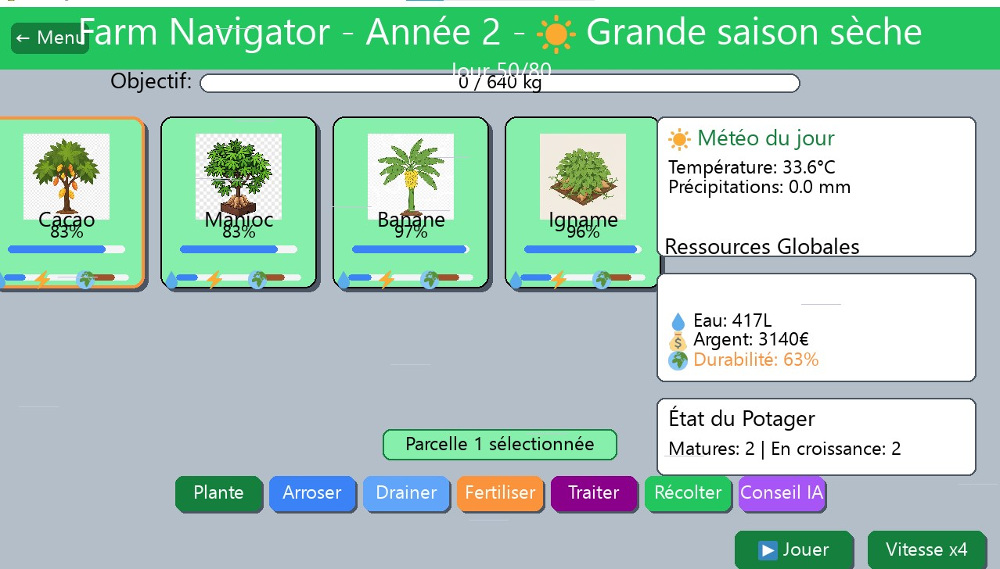 ← Menu
Farm Navigator - Année 2 - Grande saison sèche
Jour 50/80
Objectif: 0 / 640 kg
Cacao
83%
Manioc
83%
Banane
97%
Igname
96%
Météo du jour
Température: 33.6°C
Précipitations: 0.0 mm
Ressources Globales
Eau: 417L
Argent: 3140€
Durabilité: 63%
État du Potager
Matures: 2 | En croissance: 2
Parcelle 1 sélectionnée
Plante
Arroser
Drainer
Fertiliser
Traiter
Récolter
Conseil IA
Jouer
Vitesse x4